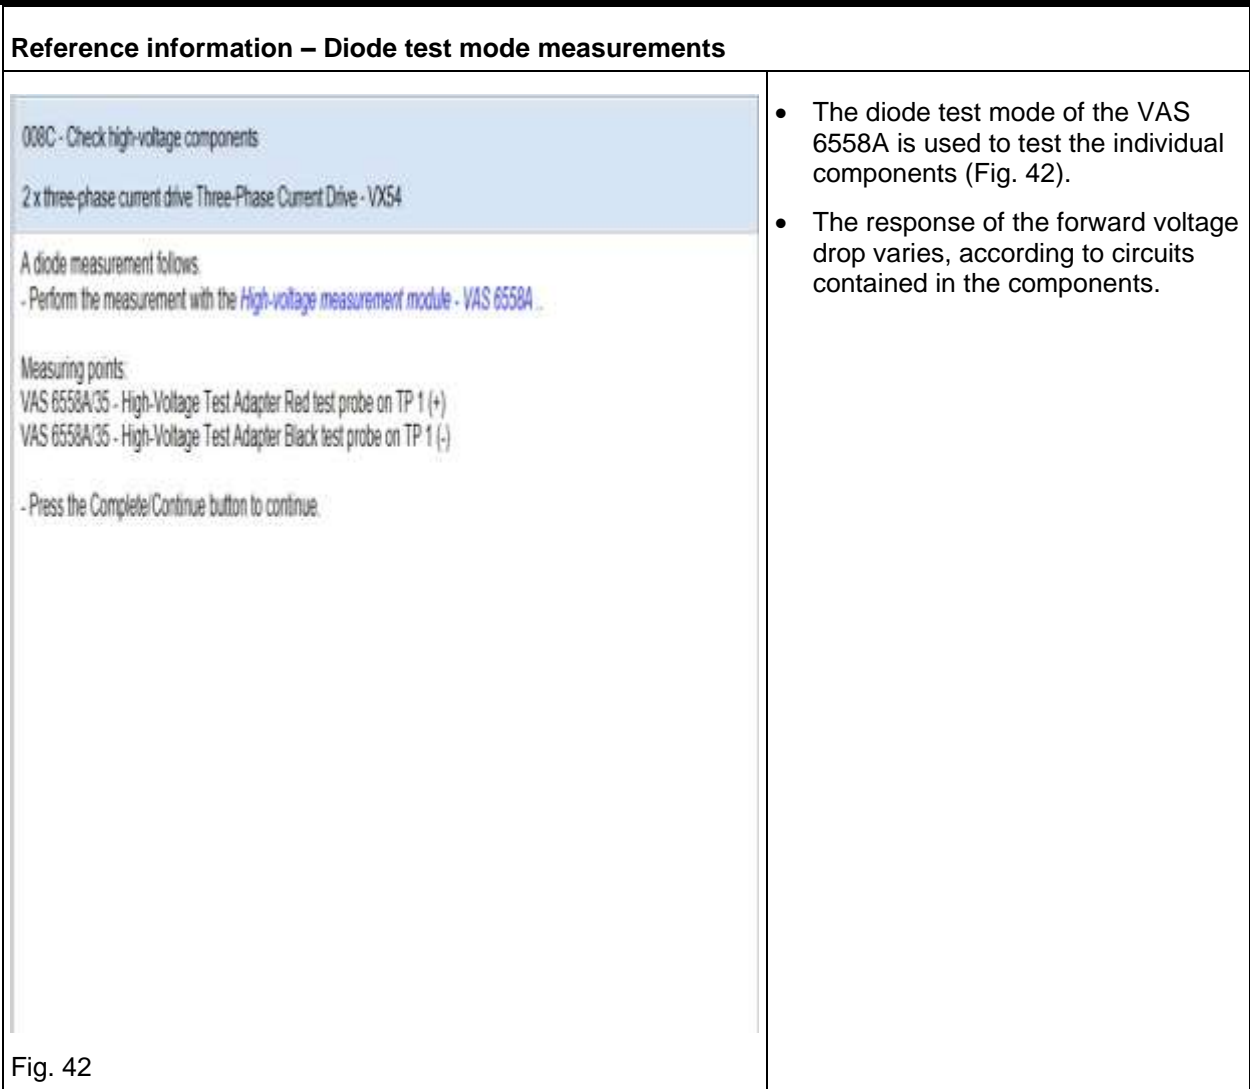 Reference information – Diode test mode measurements
008C - Check high-voltage components
2 x three-phase current drive Three-Phase Current Drive - VX54
A diode measurement follows.
- Perform the measurement with the High-voltage measurement module - VAS 6558A ..
Measuring points:
VAS 6558A/35 - High-Voltage Test Adapter Red test probe on TP 1 (+)
VAS 6558A/35 - High-Voltage Test Adapter Black test probe on TP 1 (-)
- Press the Complete/Continue button to continue.
Fig. 42
• The diode test mode of the VAS
6558A is used to test the individual
components (Fig. 42).
• The response of the forward voltage
drop varies, according to circuits
contained in the components.